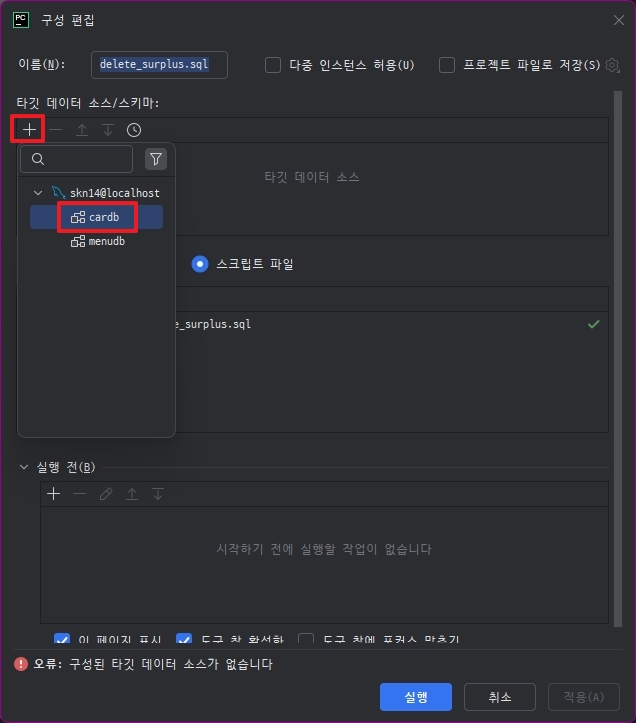 PC 구성 편집
이름(N): delete_surplus.sql 다중 인스턴스 허용(U) 프로젝트 파일로 저장(S)
타깃 데이터 소스/스키마:
타깃 데이터 소스
skn14@localhost
cardb
menudb
스크립트 파일
e_surplus.sql
실행 전(B)
시작하기 전에 실행할 작업이 없습니다
이 페이지 표시 도구 창 활성화 도구 창에 포커스 맞추기
오류: 구성된 타깃 데이터 소스가 없습니다
실행 취소 적용(A)